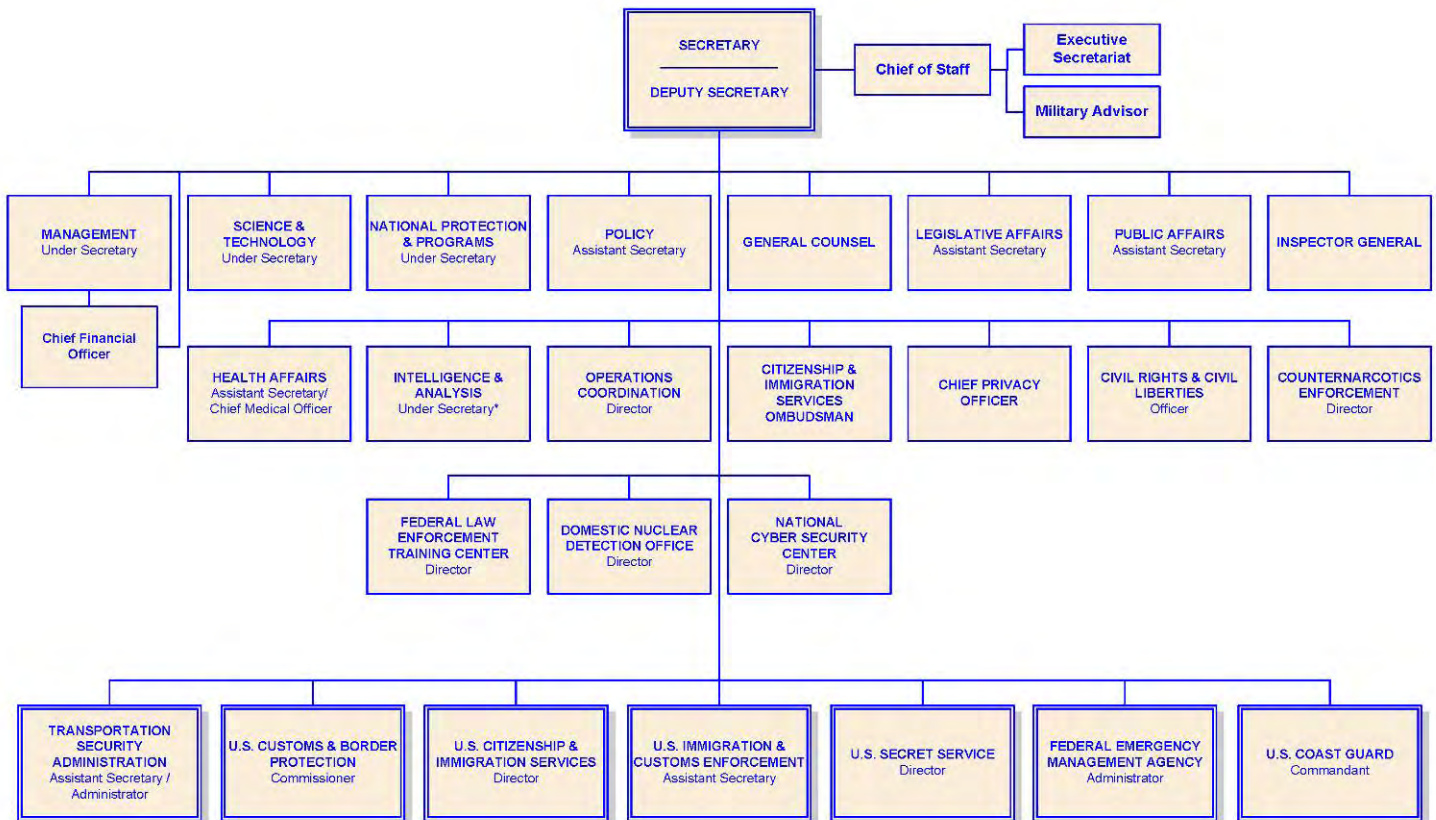 SECRETARY
DEPUTY SECRETARY
Chief of Staff
Executive
Secretariat
Military Advisor
MANAGEMENT
Under Secretary
SCIENCE &
TECHNOLOGY
Under Secretary
NATIONAL PROTECTION
& PROGRAMS
Under Secretary
POLICY
Assistant Secretary
GENERAL COUNSEL
LEGISLATIVE AFFAIRS
Assistant Secretary
PUBLIC AFFAIRS
Assistant Secretary
INSPECTOR GENERAL
Chief Financial
Officer
HEALTH AFFAIRS
Assistant Secretary/
Chief Medical Officer
INTELLIGENCE &
ANALYSIS
Under Secretary*
OPERATIONS
COORDINATION
Director
CITIZENSHIP &
IMMIGRATION
SERVICES
OMBUDSMAN
CHIEF PRIVACY
OFFICER
CIVIL RIGHTS & CIVIL
LIBERTIES
Officer
COUNTERNARCOTICS
ENFORCEMENT
Director
FEDERAL LAW
ENFORCEMENT
TRAINING CENTER
Director
DOMESTIC NUCLEAR
DETECTION OFFICE
Director
NATIONAL
CYBER SECURITY
CENTER
Director
TRANSPORTATION
SECURITY
ADMINISTRATION
Assistant Secretary /
Administrator
U.S. CUSTOMS & BORDER
PROTECTION
Commissioner
U.S. CITIZENSHIP &
IMMIGRATION SERVICES
Director
U.S. IMMIGRATION &
CUSTOMS ENFORCEMENT
Assistant Secretary
U.S. SECRET SERVICE
Director
FEDERAL EMERGENCY
MANAGEMENT AGENCY
Administrator
U.S. COAST GUARD
Commandant